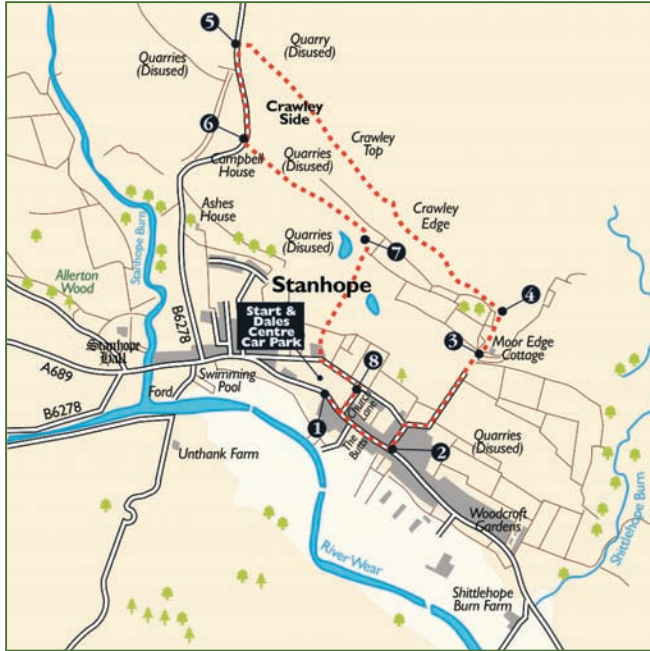 5
Quarries
(Disused)
Quarry
(Disused)
Crawley
Side
6
Campbell
House
Quarries
(Disused)
Crawley
Top
Ashes
House
Crawley
Edge
Quarries
(Disused)
7
Stanhope Burn
Allerton
Wood
Stanhope
4
Start &
Dales
Centre
Car Park
B6278
Stanhope
Hall
3
Moor Edge
Cottage
A689
Swimming
Pool
8
B6278
Ford
Church
Lane
1
The Butts
2
Quarries
(Disused)
Unthank Farm
Woodcroft
Gardens
River Wear
Shittlehope Burn
Shittlehope
Burn Farm